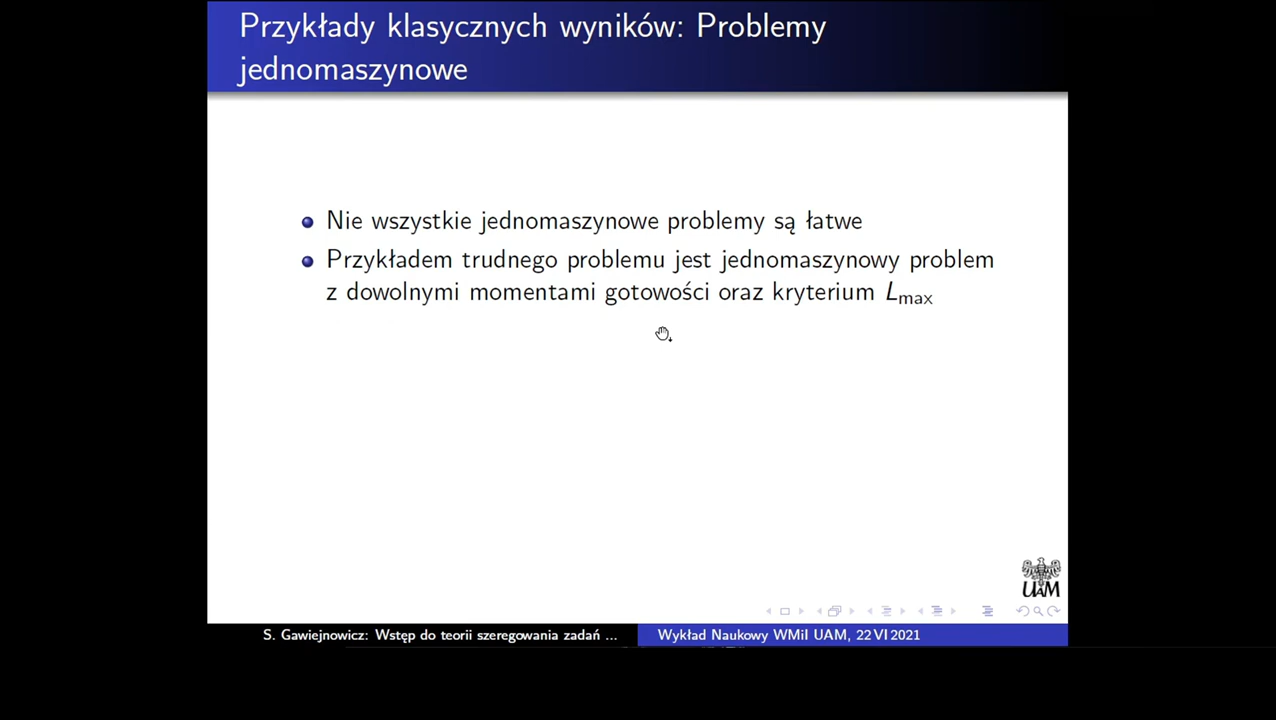 Przykłady klasycznych wyników: Problemy
jednomaszynowe
Nie wszystkie jednomaszynowe problemy są łatwe
Przykładem trudnego problemu jest jednomaszynowy problem
z dowolnymi momentami gotowości oraz kryterium Lmax
UAM
S. Gawiejnowicz: Wstęp do teorii szeregowania zadań ...
Wykład Naukowy WMiI UAM, 22 VI 2021